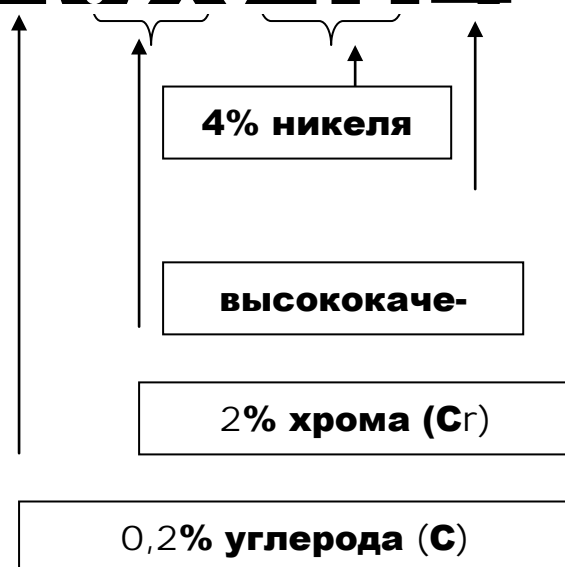 4% никеля
высококаче-
2% хрома (Cr)
0,2% углерода (C)